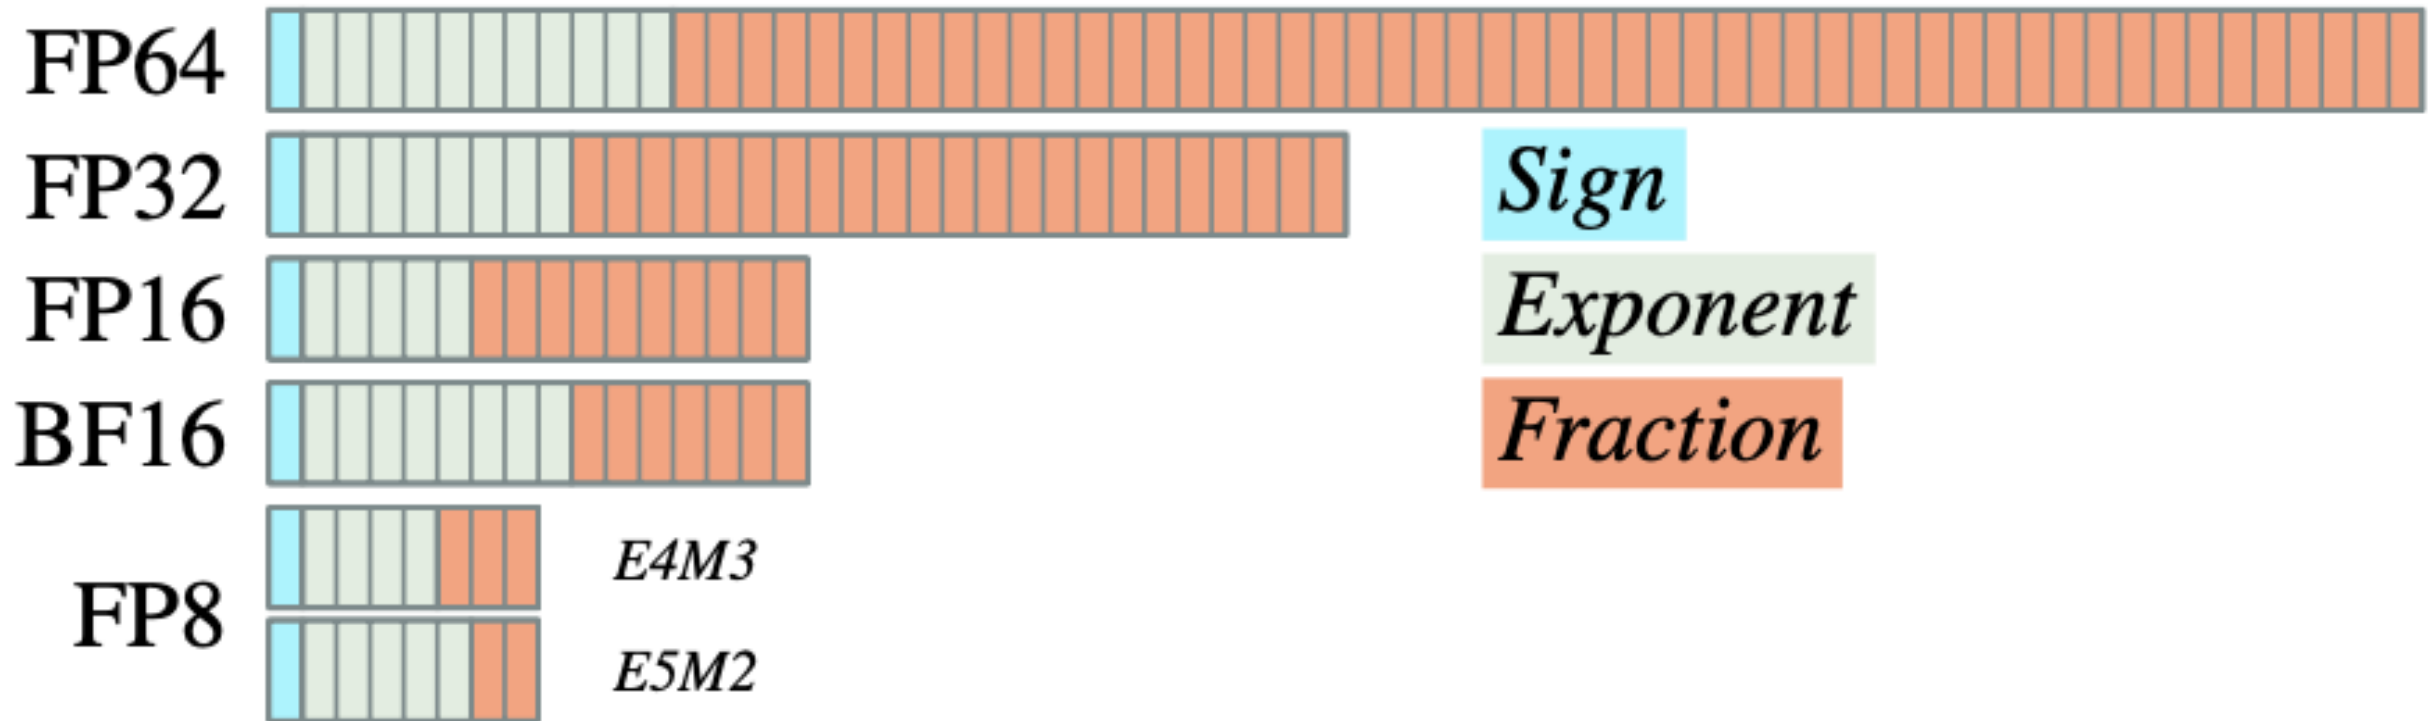 FP64
FP32
Sign
FP16
Exponent
BF16
Fraction
FP8
E4M3
E5M2